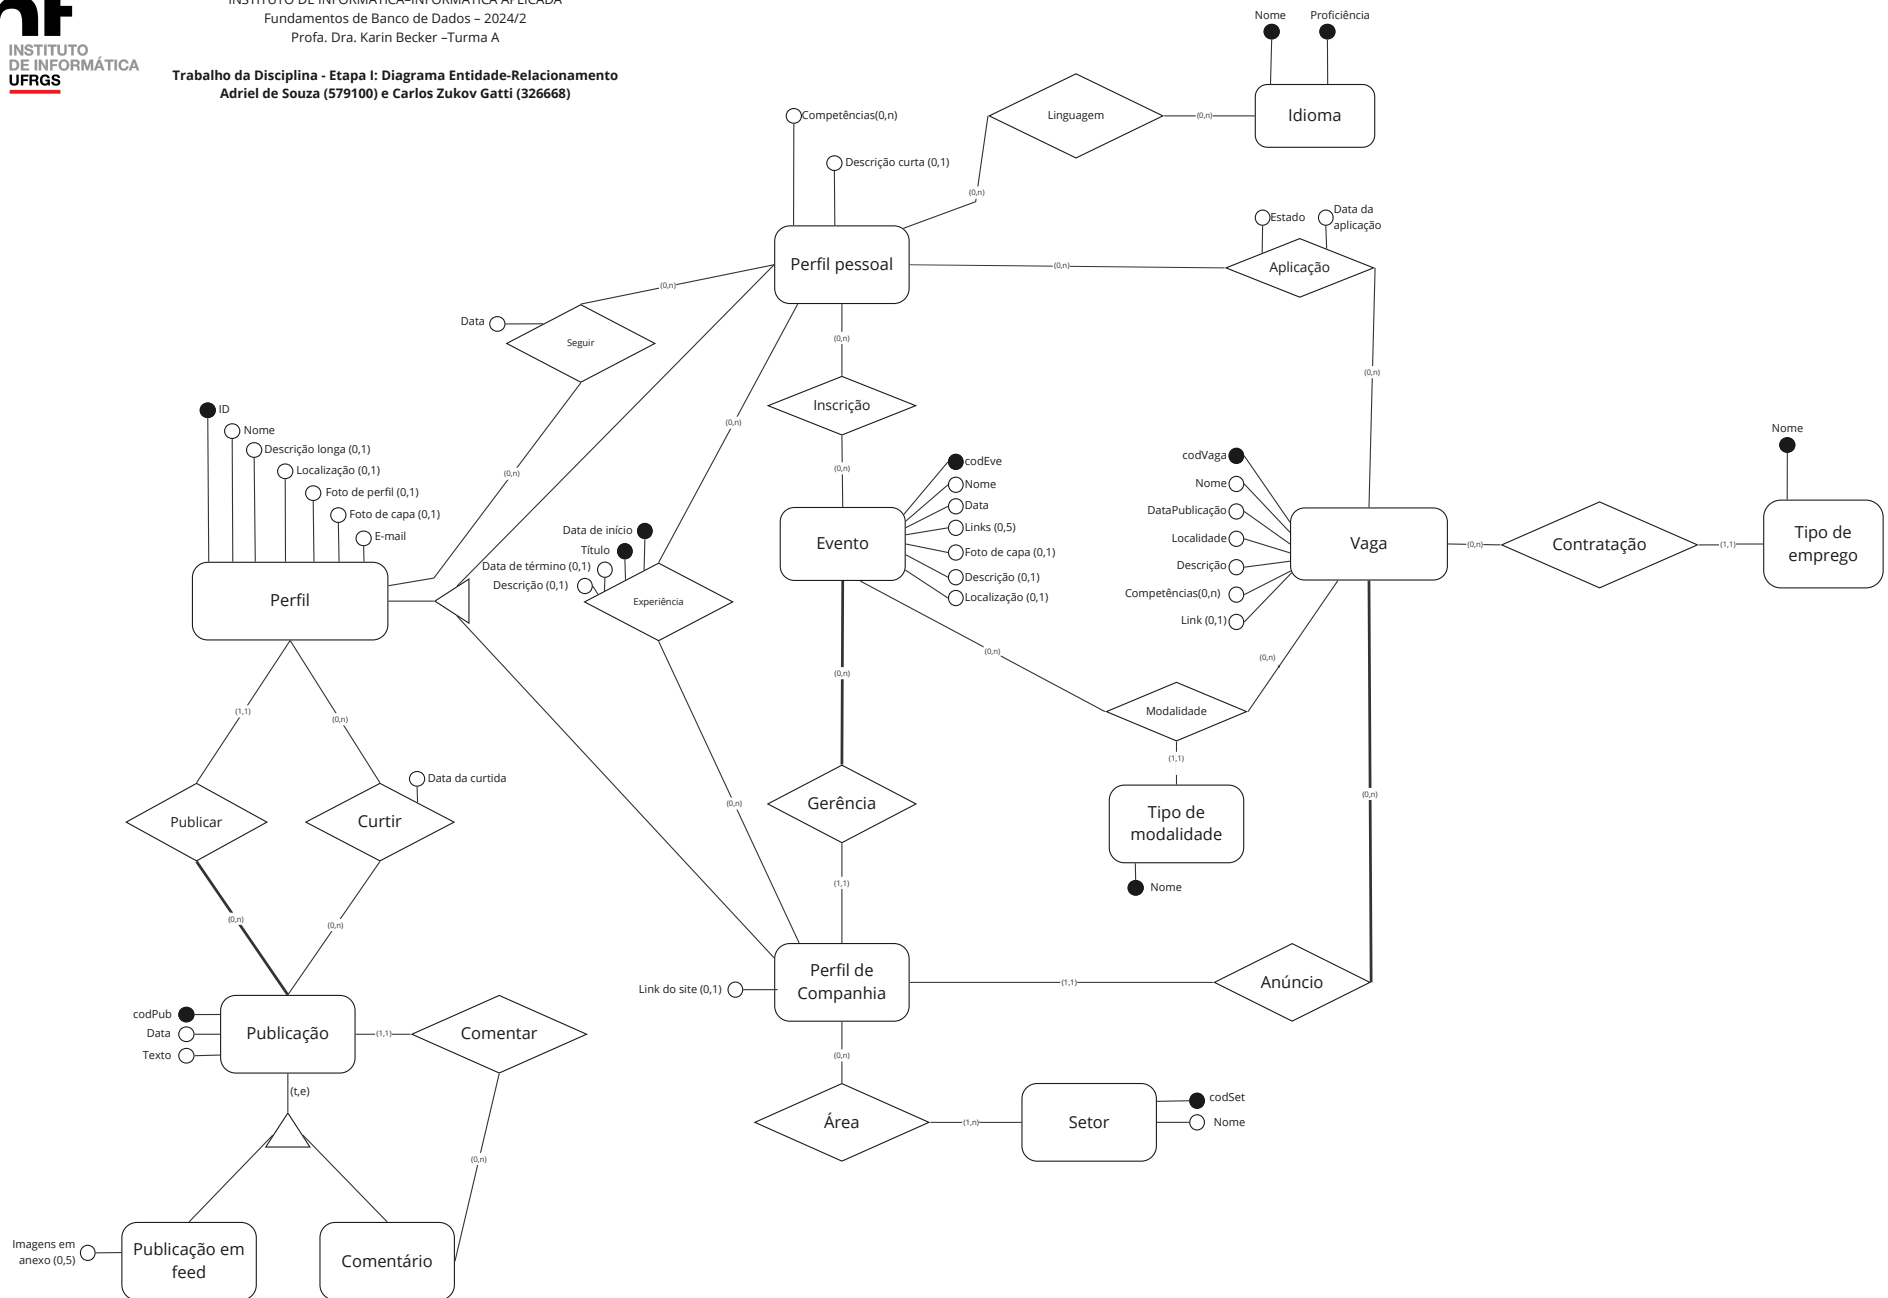 INSTITUTO DE INFORMÁTICA–INFORMÁTICA APLICADA
Fundamentos de Banco de Dados – 2024/2
Profa. Dra. Karin Becker –Turma A
INSTITUTO
DE INFORMÁTICA
UFRGS
Trabalho da Disciplina - Etapa I: Diagrama Entidade-Relacionamento
Adriel de Souza (579100) e Carlos Zukov Gatti (326668)
Nome
Proficiência
Idioma
(0,n)
Linguagem
(0,n)
Competências(0,n)
Descrição curta (0,1)
Perfil pessoal
(0,n)
Estado
Data da
aplicação
Aplicação
(0,n)
(0,n)
Data
Seguir
(0,n)
(0,n)
Inscrição
(0,n)
(0,n)
ID
Nome
Descrição longa (0,1)
Localização (0,1)
Foto de perfil (0,1)
Foto de capa (0,1)
E-mail
Perfil
Data de início
Título
Data de término (0,1)
Descrição (0,1)
Experiência
(0,n)
codEve
Nome
Data
Links (0,5)
Foto de capa (0,1)
Descrição (0,1)
Localização (0,1)
Evento
codVaga
Nome
DataPublicação
Localidade
Descrição
Competências(0,n)
Link (0,1)
Vaga
(0,n)
Contratação
(1,1)
Nome
Tipo de
emprego
(0,n)
(0,n)
(0,n)
Modalidade
(1,1)
Tipo de
modalidade
Nome
(1,1)
(0,n)
Data da curtida
Publicar
Curtir
(0,n)
(0,n)
Gerência
(1,1)
(0,n)
Perfil de
Companhia
Link do site (0,1)
(1,1)
Anúncio
codPub
Data
Texto
Publicação
(1,1)
Comentar
(t,e)
(0,n)
(0,n)
Área
(1,n)
Setor
codSet
Nome
Imagens em
anexo (0,5)
Publicação em
feed
Comentário